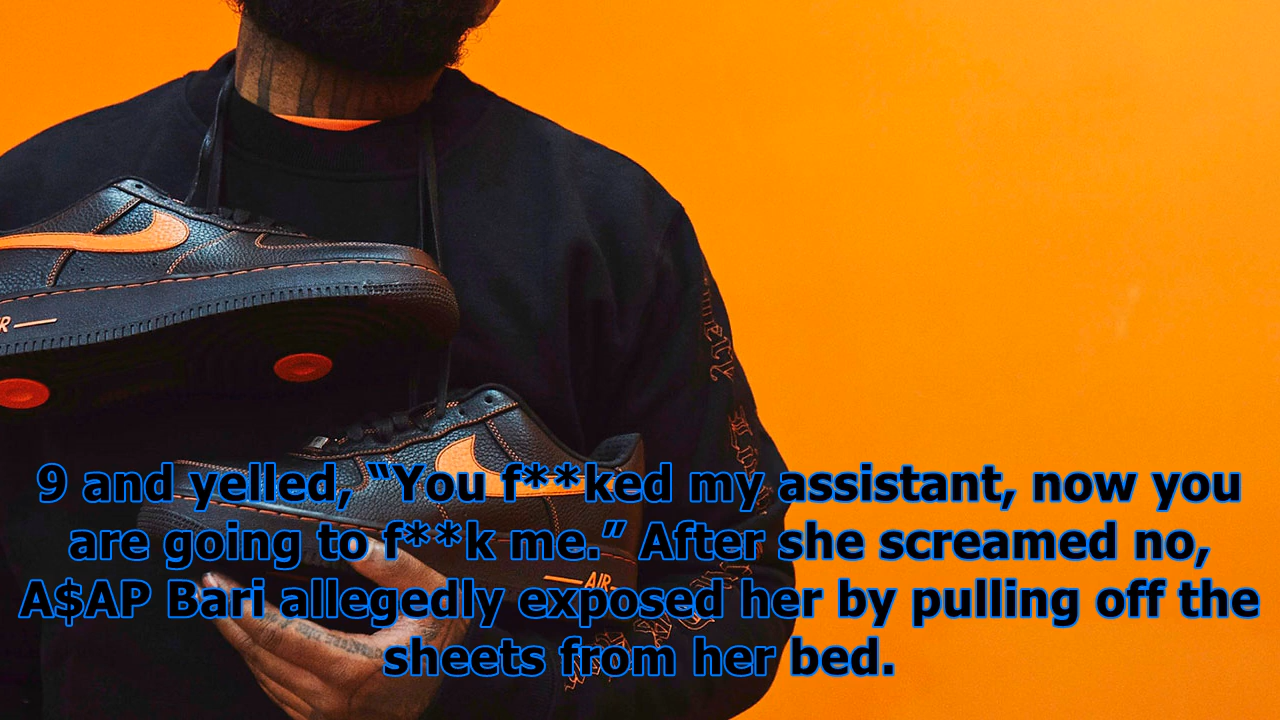 R
AIR
9 and yelled, “You f**ked my assistant, now you
are going to f**k me.” After she screamed no,
A$AP Bari allegedly exposed her by pulling off the
sheets from her bed.